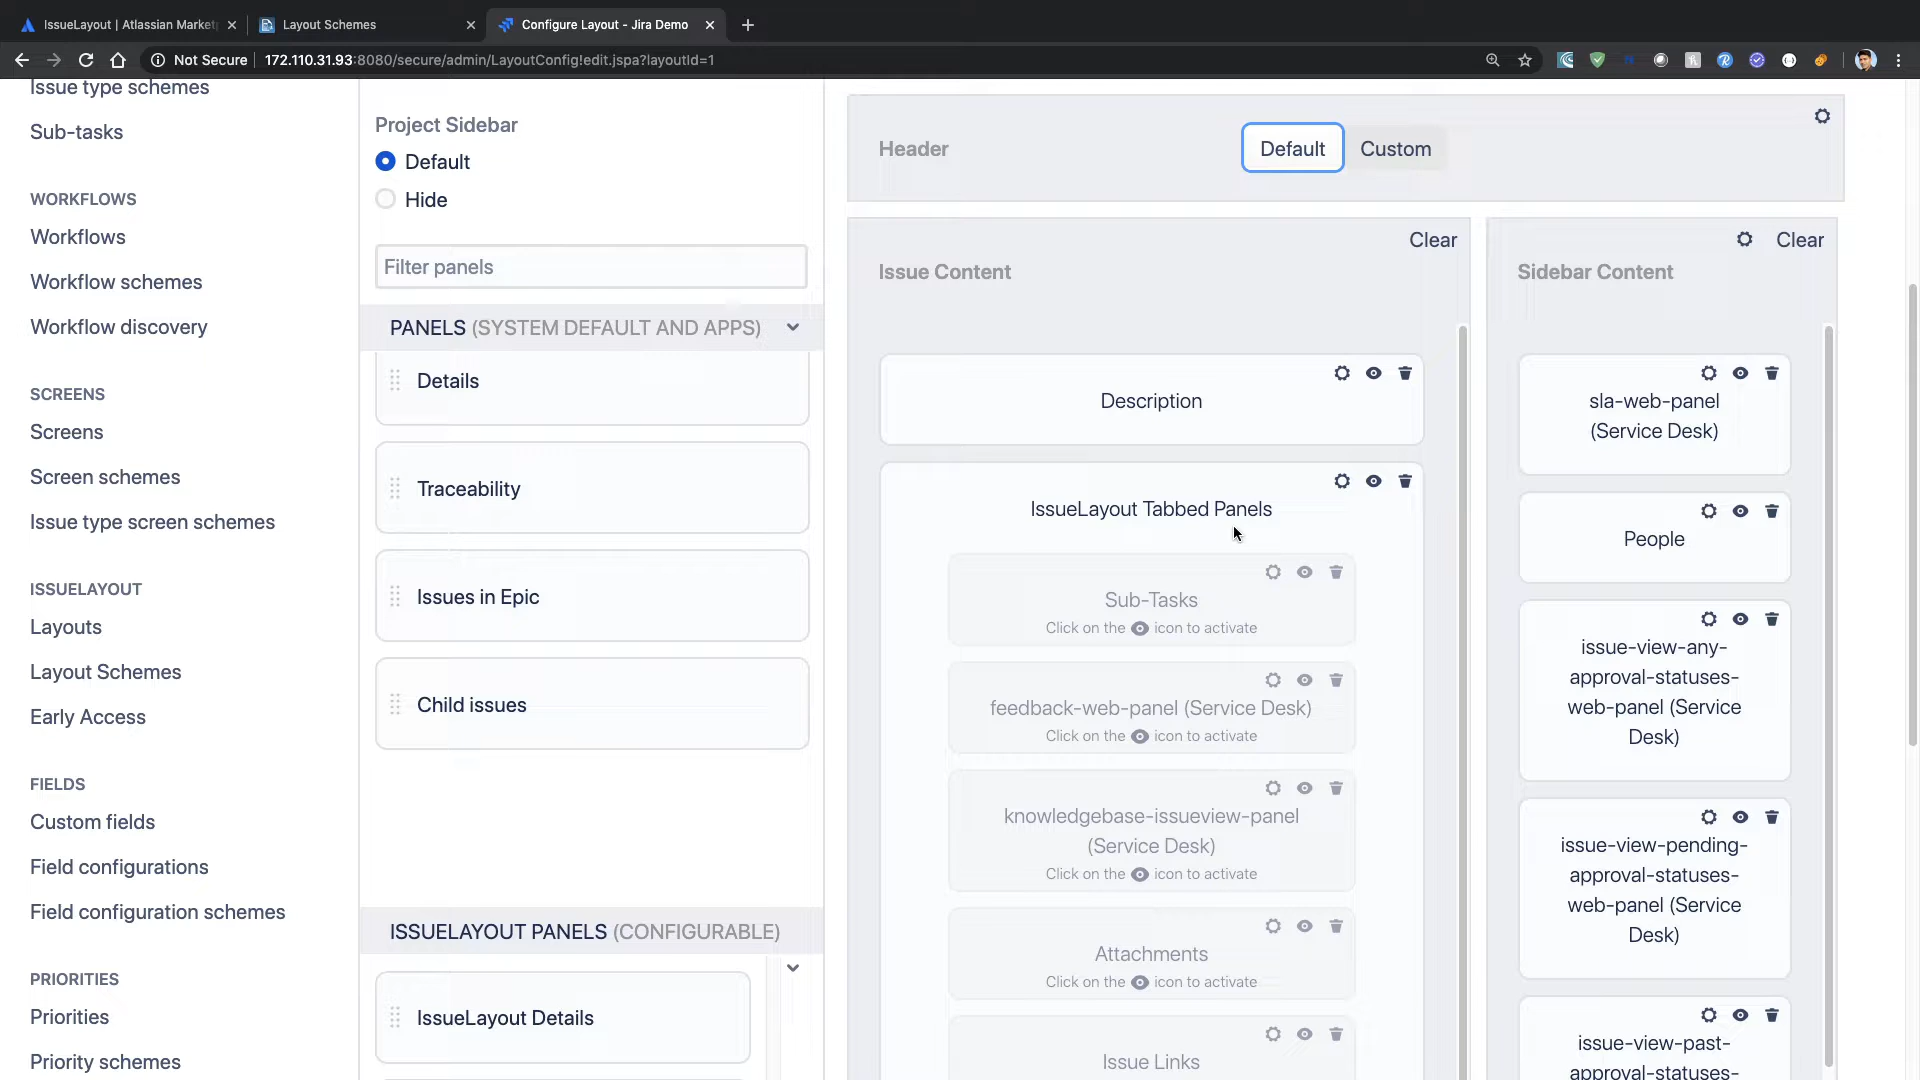 IssueLayout | Atlassian Market
Layout Schemes
Configure Layout - Jira Demo
Not Secure
172.110.31.93:8080/secure/admin/LayoutConfig!edit.jspa?layoutId=1
Issue type schemes
Sub-tasks
WORKFLOWS
Workflows
Workflow schemes
Workflow discovery
SCREENS
Screens
Screen schemes
Issue type screen schemes
ISSUELAYOUT
Layouts
Layout Schemes
Early Access
FIELDS
Custom fields
Field configurations
Field configuration schemes
PRIORITIES
Priorities
Priority schemes
Project Sidebar
Default
Hide
Filter panels
PANELS (SYSTEM DEFAULT AND APPS)
Details
Traceability
Issues in Epic
Child issues
ISSUELAYOUT PANELS (CONFIGURABLE)
IssueLayout Details
Header
Default
Custom
Clear
Issue Content
Description
IssueLayout Tabbed Panels
Sub-Tasks
Click on the icon to activate
feedback-web-panel (Service Desk)
Click on the icon to activate
knowledgebase-issueview-panel
(Service Desk)
Click on the icon to activate
Attachments
Click on the icon to activate
Issue Links
Clear
Sidebar Content
sla-web-panel
(Service Desk)
People
issue-view-any-
approval-statuses-
web-panel (Service
Desk)
issue-view-pending-
approval-statuses-
web-panel (Service
Desk)
issue-view-past-
approval-statuses-